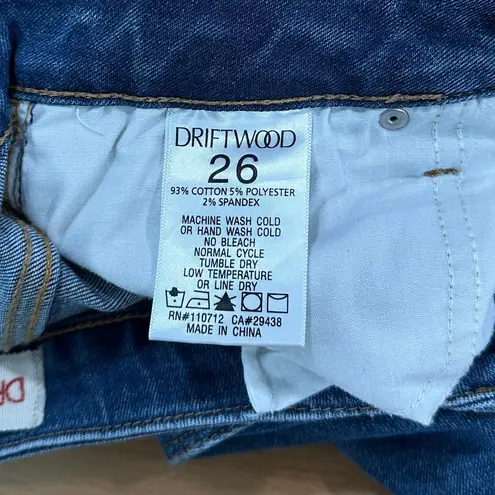 DRIFTWOOD
26
93% COTTON 5% POLYESTER
2% SPANDEX
MACHINE WASH COLD
OR HAND WASH COLD
NO BLEACH
NORMAL CYCLE
TUMBLE DRY
LOW TEMPERATURE
OR LINE DRY
RN#110712 CA#29438
MADE IN CHINA